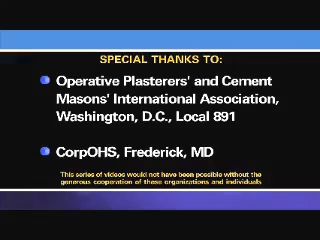 SPECIAL THANKS TO:
Operative Plasterers' and Cement
Masons' International Association,
Washington, D.C., Local 891
CorpOHS, Frederick, MD
This series of videos would not have been possible without the
generous cooperation of these organizations and individuals